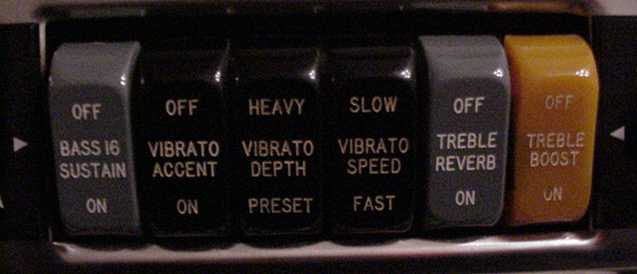 OFF
BASS 16
SUSTAIN
ON
OFF
VIBRATO
ACCENT
ON
HEAVY
VIBRATO
DEPTH
PRESET
SLOW
VIBRATO
SPEED
FAST
OFF
TREBLE
REVERB
ON
OFF
TREBLE
BOOST
ON